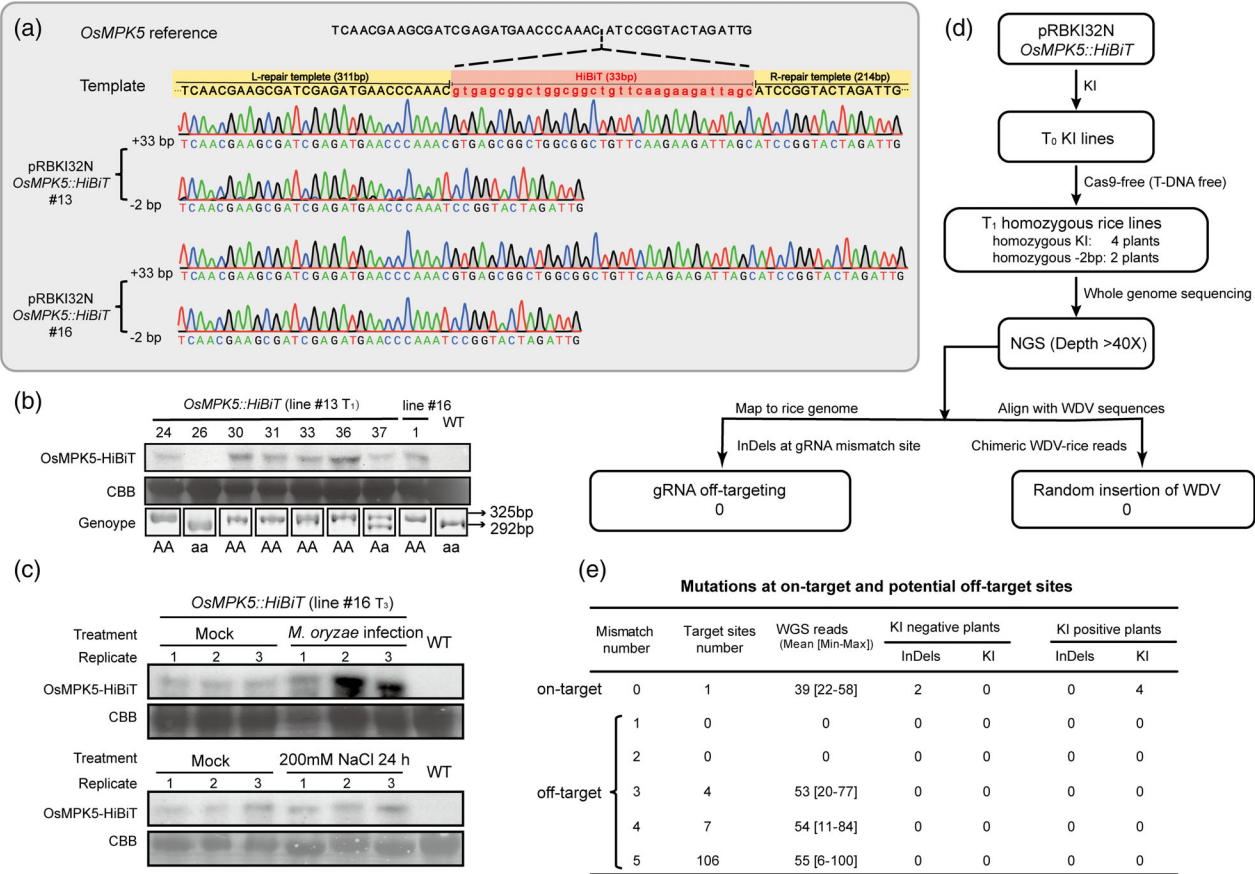 (a)
OsMPK5 reference
TCAACGAAGCGATCGAGATGAACCCAAAC ATCCGGTACTAGATTG
Template
L-repair templete (311bp)
HiBiT (33bp)
R-repair templete (214bp)
TCAACGAAGCGATCGAGATGAACCCAAACgtgagcggctggcggctgttcaagaagattagcATCCGGTACTAGATTG
pRBKI32N
OsMPK5::HiBiT
#13
+33 bp
TCAACGAAGCGATCGAGATGAACCCAAACGTGAGCGGCTGGCGGCTGTTCAAGAAGATTAGCATCCGGTACTAGATTG
-2 bp
TCAACGAAGCGATCGAGATGAACCCAAATCCGGTACTAGATTG
pRBKI32N
OsMPK5::HiBiT
#16
+33 bp
TCAACGAAGCGATCGAGATGAACCCAAACGTGAGCGGCTGGCGGCTGTTCAAGAAGATTAGCATCCGGTACTAGATTG
-2 bp
TCAACGAAGCGATCGAGATGAACCCAAATCCGGTACTAGATTG
(b)
OsMPK5::HiBiT (line #13 T1) line #16 WT
24 26 30 31 33 36 37 1
OsMPK5-HiBiT
CBB
Genoype
325bp
292bp
AA aa AA AA AA AA Aa AA aa
(c)
OsMPK5::HiBiT (line #16 T3)
Treatment Mock M. oryzae infection WT
Replicate 1 2 3 1 2 3
OsMPK5-HiBiT
CBB
Treatment Mock 200mM NaCl 24 h WT
Replicate 1 2 3 1 2 3
OsMPK5-HiBiT
CBB
(d)
pRBKI32N
OsMPK5::HiBiT
KI
T0 KI lines
Cas9-free (T-DNA free)
T1 homozygous rice lines
homozygous KI: 4 plants
homozygous -2bp: 2 plants
Whole genome sequencing
NGS (Depth >40X)
Map to rice genome
Align with WDV sequences
InDels at gRNA mismatch site
Chimeric WDV-rice reads
gRNA off-targeting
0
Random insertion of WDV
0
(e)
Mutations at on-target and potential off-target sites
Mismatch number Target sites number WGS reads (Mean [Min-Max]) KI negative plants KI positive plants
InDels KI InDels KI
on-target 0 1 39 [22-58] 2 0 0 4
off-target
1 0 0 0 0 0 0
2 0 0 0 0 0 0
3 4 53 [20-77] 0 0 0 0
4 7 54 [11-84] 0 0 0 0
5 106 55 [6-100] 0 0 0 0